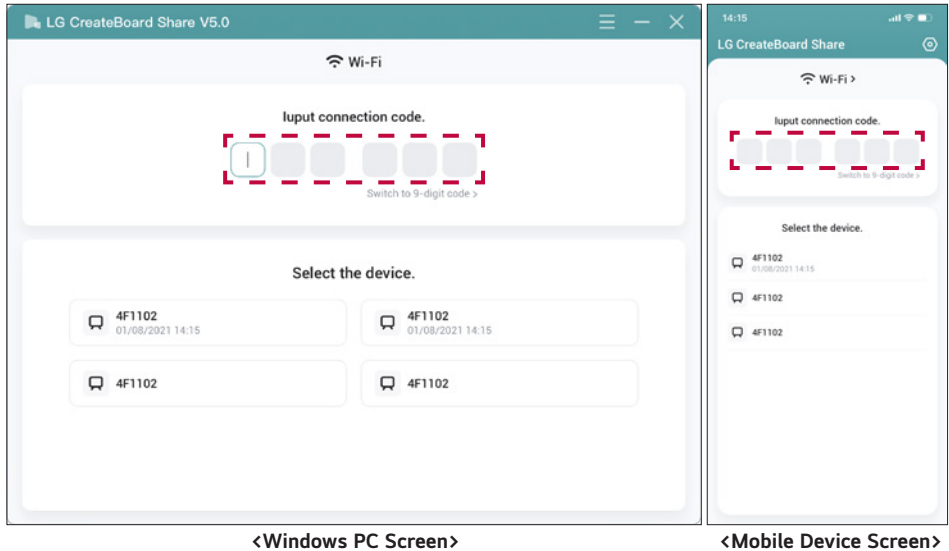 LG CreateBoard Share V5.0
Wi-Fi
Iuput connection code.
Switch to 9-digit code >
Select the device.
4F1102
01/08/2021 14:15
4F1102
01/08/2021 14:15
4F1102
4F1102
<Windows PC Screen>
14:15
LG CreateBoard Share
Wi-Fi >
Iuput connection code.
Switch to 9-digit code >
Select the device.
4F1102
01/08/2021 14:15
4F1102
4F1102
<Mobile Device Screen>